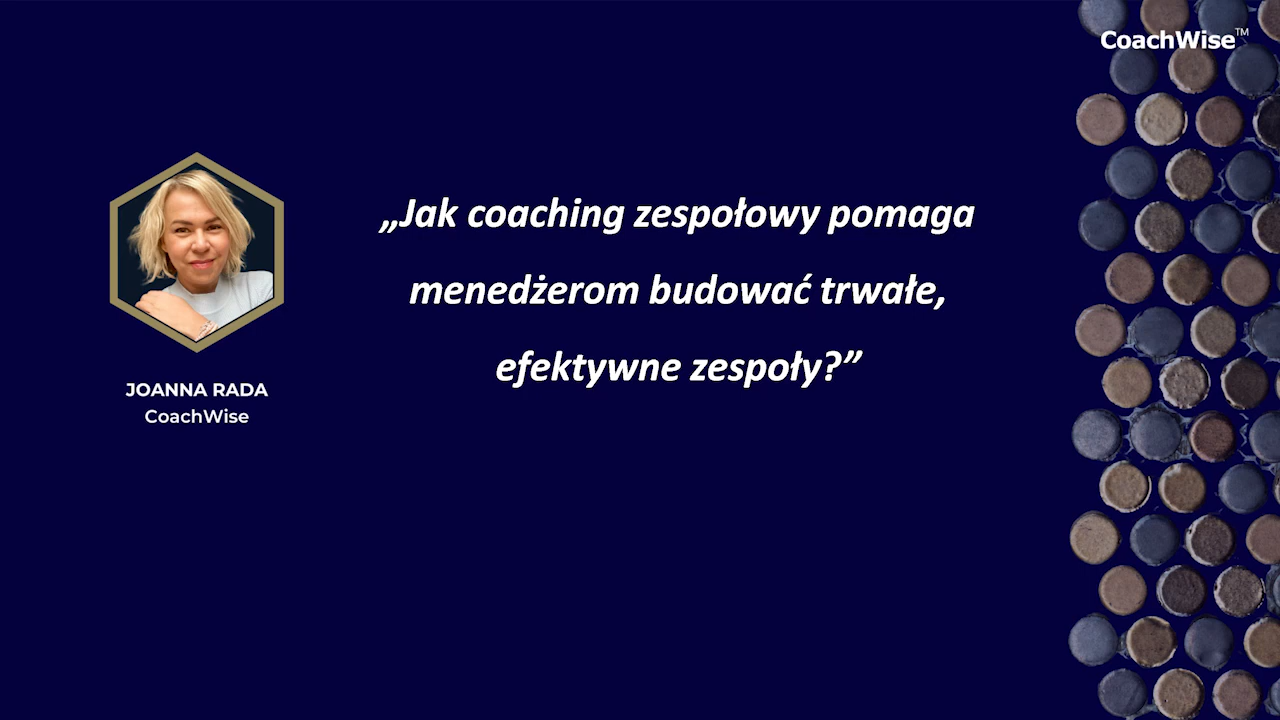 CoachWise™
„Jak coaching zespołowy pomaga
menedżerom budować trwałe,
efektywne zespoły?”
JOANNA RADA
CoachWise